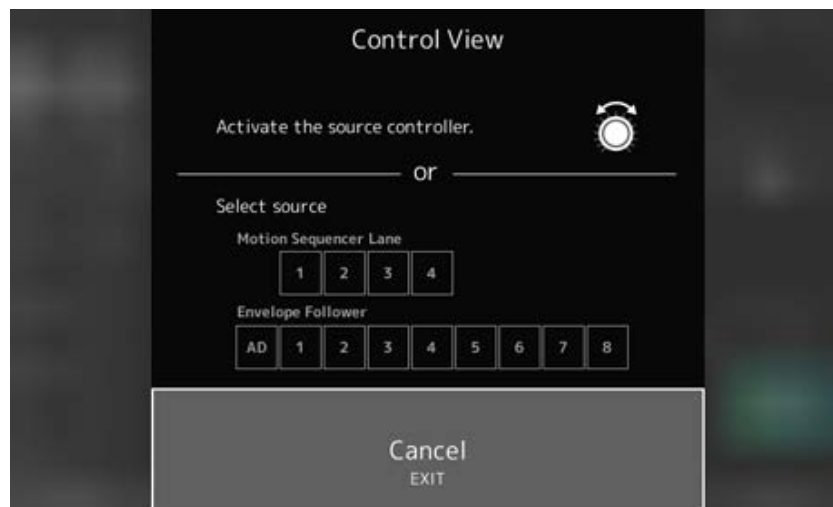 Control View
Activate the source controller.
or
Select source
Motion Sequencer Lane
1 2 3 4
Envelope Follower
AD 1 2 3 4 5 6 7 8
Cancel
EXIT